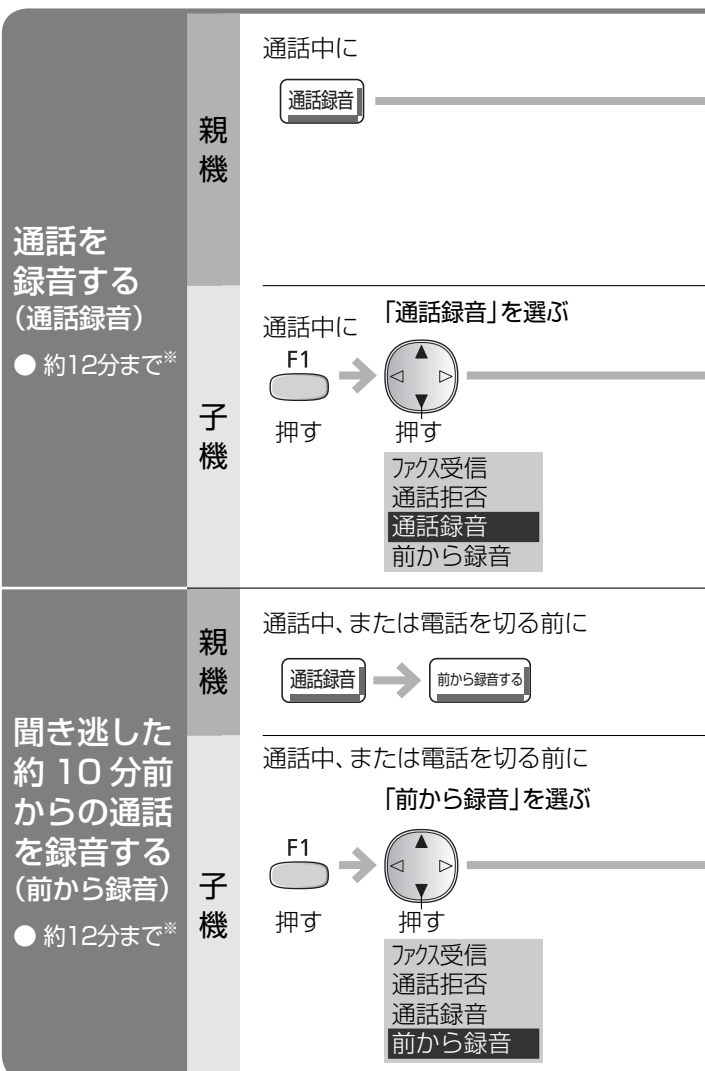 通話を
録音する
（通話録音）
● 約12分まで※
親機
通話中に
通話録音
子機
通話中に
「通話録音」を選ぶ
F1
押す
押す
ファクス受信
通話拒否
通話録音
前から録音
聞き逃した
約10分前
からの通話
を録音する
（前から録音）
● 約12分まで※
親機
通話中、または電話を切る前に
通話録音
前から録音する
子機
通話中、または電話を切る前に
「前から録音」を選ぶ
F1
押す
押す
ファクス受信
通話拒否
通話録音
前から録音